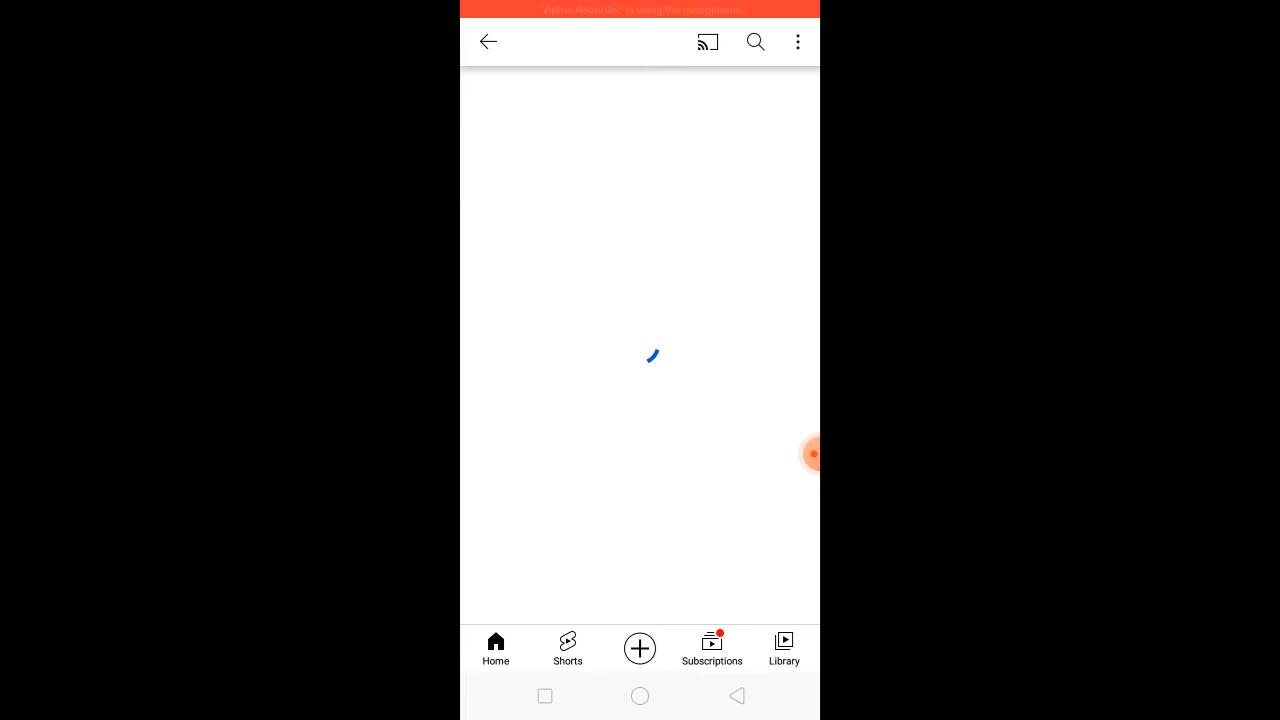 "Vidma Recorder" is using the microphone
Home
Shorts
Subscriptions
Library